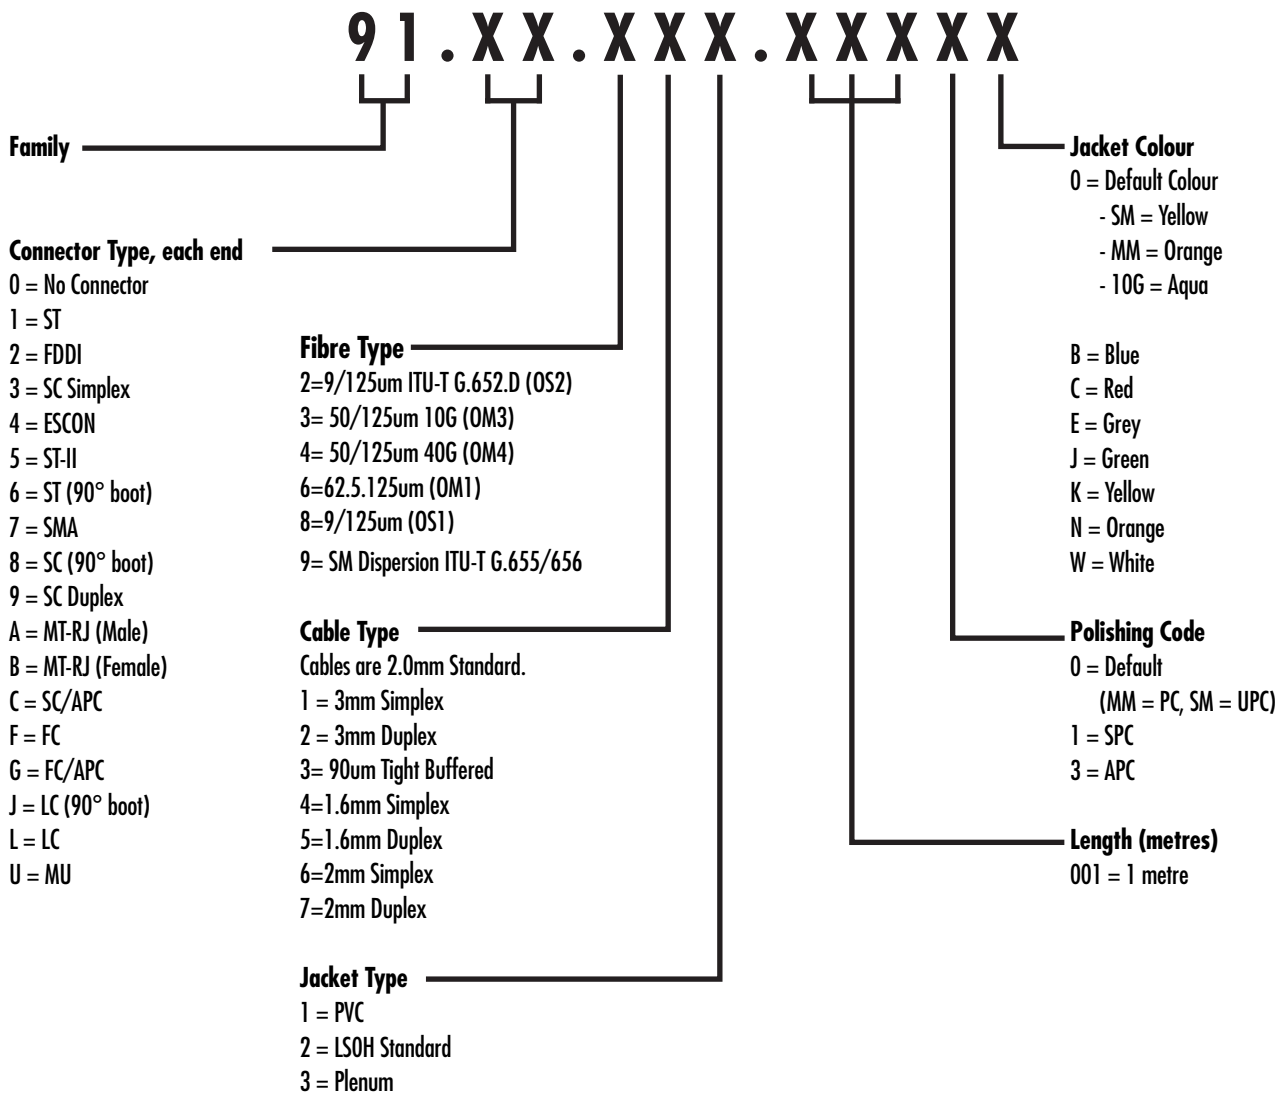 91.XX.XXX.XXXXX
Family
Connector Type, each end
0 = No Connector
1 = ST
2 = FDDI
3 = SC Simplex
4 = ESCON
5 = ST-II
6 = ST (90° boot)
7 = SMA
8 = SC (90° boot)
9 = SC Duplex
A = MT-RJ (Male)
B = MT-RJ (Female)
C = SC/APC
F = FC
G = FC/APC
J = LC (90° boot)
L = LC
U = MU
Fibre Type
2=9/125um ITU-T G.652.D (OS2)
3= 50/125um 10G (OM3)
4= 50/125um 40G (OM4)
6=62.5.125um (OM1)
8=9/125um (OS1)
9= SM Dispersion ITU-T G.655/656
Cable Type
Cables are 2.0mm Standard.
1 = 3mm Simplex
2 = 3mm Duplex
3= 90um Tight Buffered
4=1.6mm Simplex
5=1.6mm Duplex
6=2mm Simplex
7=2mm Duplex
Jacket Type
1 = PVC
2 = LSOH Standard
3 = Plenum
Jacket Colour
0 = Default Colour
- SM = Yellow
- MM = Orange
- 10G = Aqua
B = Blue
C = Red
E = Grey
J = Green
K = Yellow
N = Orange
W = White
Polishing Code
0 = Default
(MM = PC, SM = UPC)
1 = SPC
3 = APC
Length (metres)
001 = 1 metre